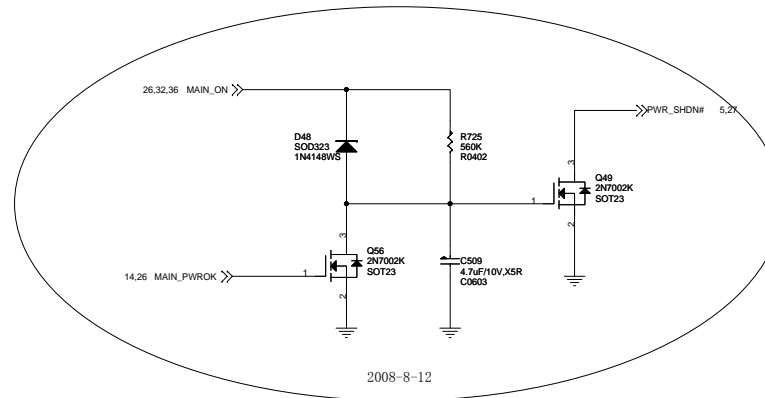 26,32,36 MAIN_ON
PWR_SHDN# 5,27
D48
SOD323
1N4148WS
R725
560K
R0402
3
Q49
2N7002K
SOT23
1
2
3
Q56
2N7002K
SOT23
14,26 MAIN_PWROK
1
2
C509
4.7uF/10V,X5R
C0603
2008-8-12